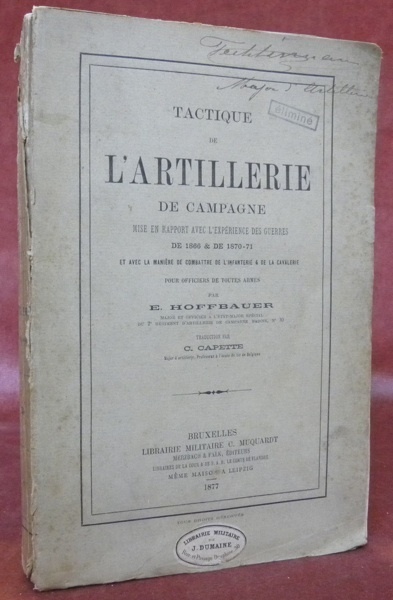 Major d'Artillerie
éliminé
TACTIQUE
DE
L'ARTILLERIE
DE CAMPAGNE
MISE EN RAPPORT AVEC L'EXPÉRIENCE DES GUERRES
DE 1866 & DE 1870-71
ET AVEC LA MANIÈRE DE COMBATTRE DE L'INFANTERIE & DE LA CAVALERIE
POUR OFFICIERS DE TOUTES ARMES
PAR
E. HOFFBAUER
TRADUCTION PAR
C. CAPETTE
BRUXELLES
LIBRAIRIE MILITAIRE C. MUQUARDT
MERZBACH & FALK, ÉDITEURS
MÊME MAISON A LEIPZIG
1877
LIBRAIRIE MILITAIRE
DE
J. DUMAINE